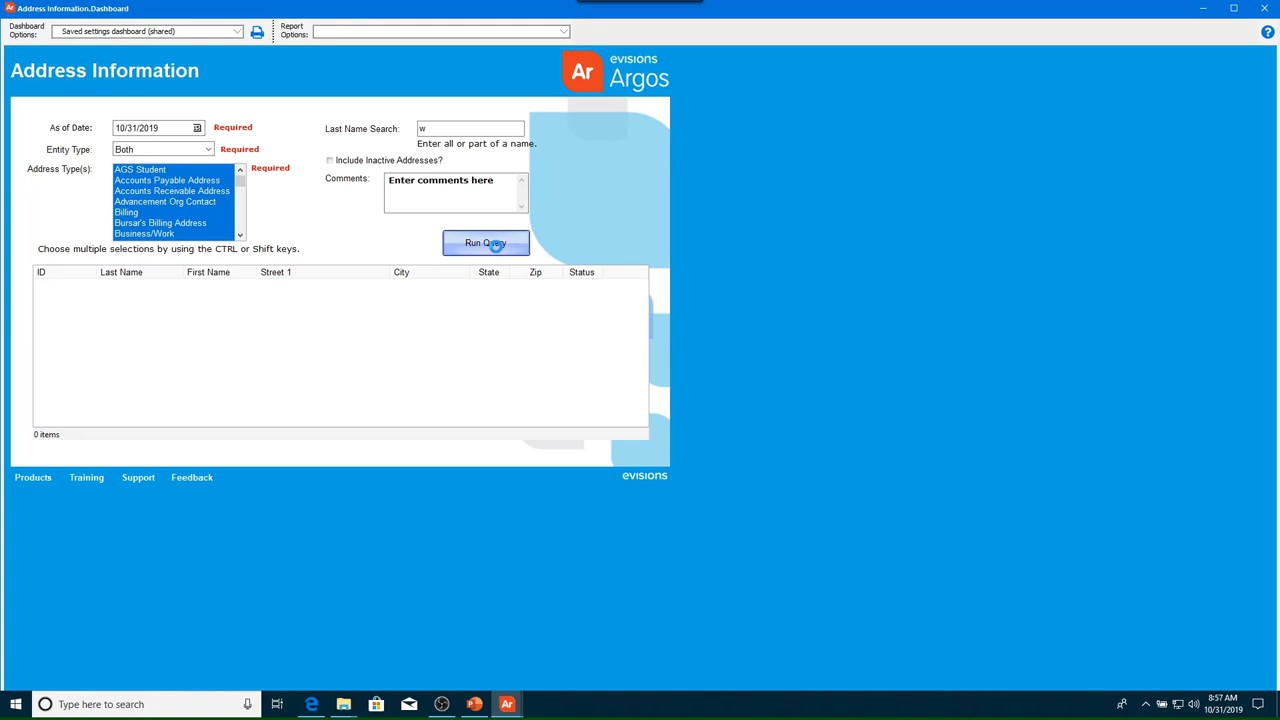 Address Information.Dashboard
Dashboard Options: Saved settings dashboard (shared) Report Options:
Address Information
Ar evisions Argos
As of Date: 10/31/2019 Required
Last Name Search: w
Enter all or part of a name.
Entity Type: Both Required
Include Inactive Addresses?
Address Type(s): Required
AGS Student
Accounts Payable Address
Accounts Receivable Address
Advancement Org Contact
Billing
Bursar's Billing Address
Business/Work
Comments: Enter comments here
Run Query
Choose multiple selections by using the CTRL or Shift keys.
ID Last Name First Name Street 1 City State Zip Status
0 items
Products Training Support Feedback evisions
Type here to search
8:57 AM
10/31/2019